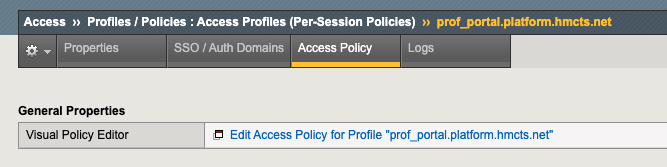 Access ›› Profiles / Policies : Access Profiles (Per-Session Policies) ›› prof_portal.platform.hmcts.net
Properties SSO / Auth Domains Access Policy Logs
General Properties
Visual Policy Editor Edit Access Policy for Profile "prof_portal.platform.hmcts.net"